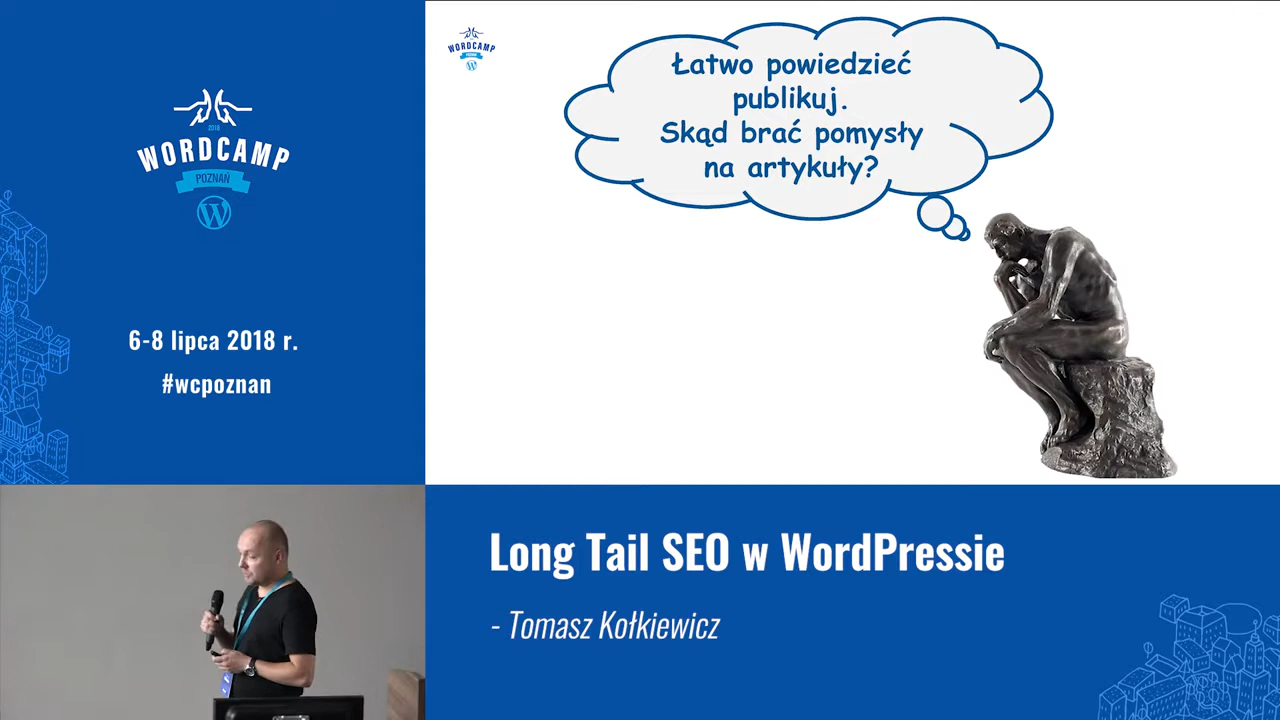 2018
WORDCAMP
POZNAŃ
6-8 lipca 2018 r.
#wcpoznan
WORDCAMP
Łatwo powiedzieć
publikuj.
Skąd brać pomysły
na artykuły?
Long Tail SEO w WordPressie
- Tomasz Kołkiewicz